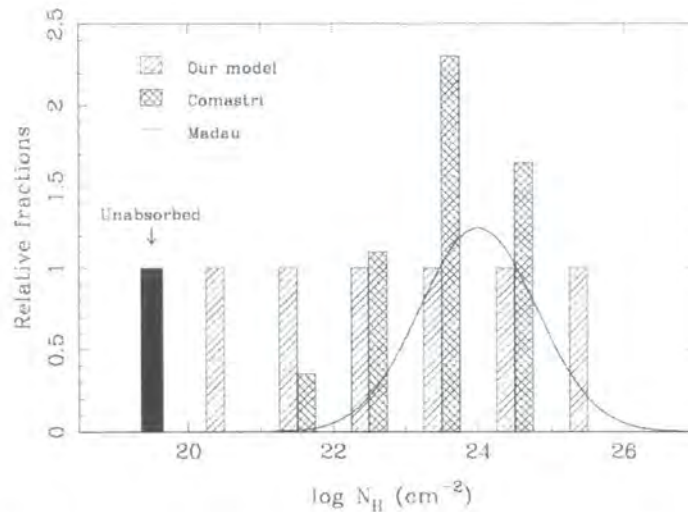 2.5
2
1.5
1
0.5
0
Relative fractions
Our model
Comastri
Madau
Unabsorbed
20
22
24
26
log N_H (cm^-2)